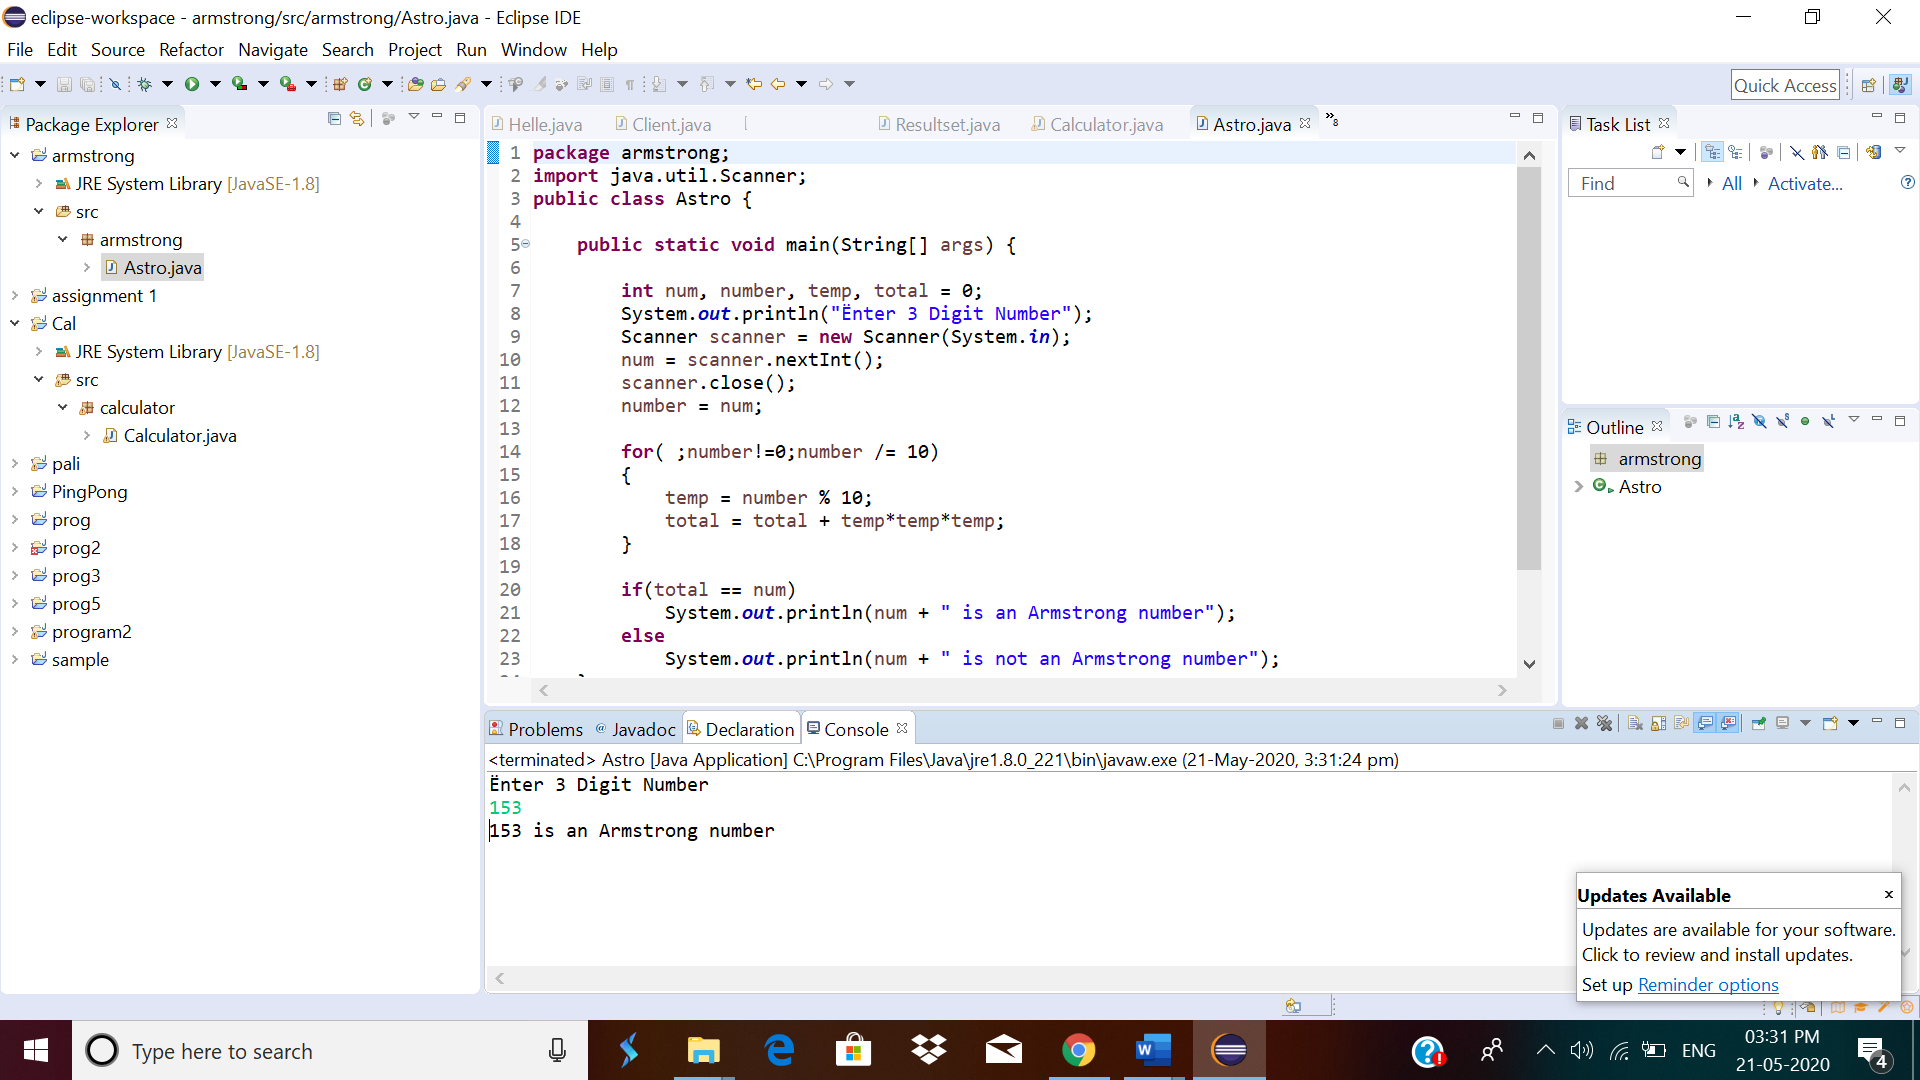 eclipse-workspace - armstrong/src/armstrong/Astro.java - Eclipse IDE
File Edit Source Refactor Navigate Search Project Run Window Help
Quick Access
Package Explorer
armstrong
JRE System Library [JavaSE-1.8]
src
armstrong
Astro.java
assignment 1
Cal
JRE System Library [JavaSE-1.8]
src
calculator
Calculator.java
pali
PingPong
prog
prog2
prog3
prog5
program2
sample
Helle.java Client.java Resultset.java Calculator.java Astro.java »8
1 package armstrong;
2 import java.util.Scanner;
3 public class Astro {
4
5 public static void main(String[] args) {
6
7 int num, number, temp, total = 0;
8 System.out.println("Ënter 3 Digit Number");
9 Scanner scanner = new Scanner(System.in);
10 num = scanner.nextInt();
11 scanner.close();
12 number = num;
13
14 for( ;number!=0;number /= 10)
15 {
16 temp = number % 10;
17 total = total + temp*temp*temp;
18 }
19
20 if(total == num)
21 System.out.println(num + " is an Armstrong number");
22 else
23 System.out.println(num + " is not an Armstrong number");
Task List
Find All Activate...
Outline
armstrong
Astro
Problems Javadoc Declaration Console
<terminated> Astro [Java Application] C:\Program Files\Java\jre1.8.0_221\bin\javaw.exe (21-May-2020, 3:31:24 pm)
Ënter 3 Digit Number
153
153 is an Armstrong number
Updates Available
Updates are available for your software.
Click to review and install updates.
Set up Reminder options
Type here to search
ENG
03:31 PM
21-05-2020
4